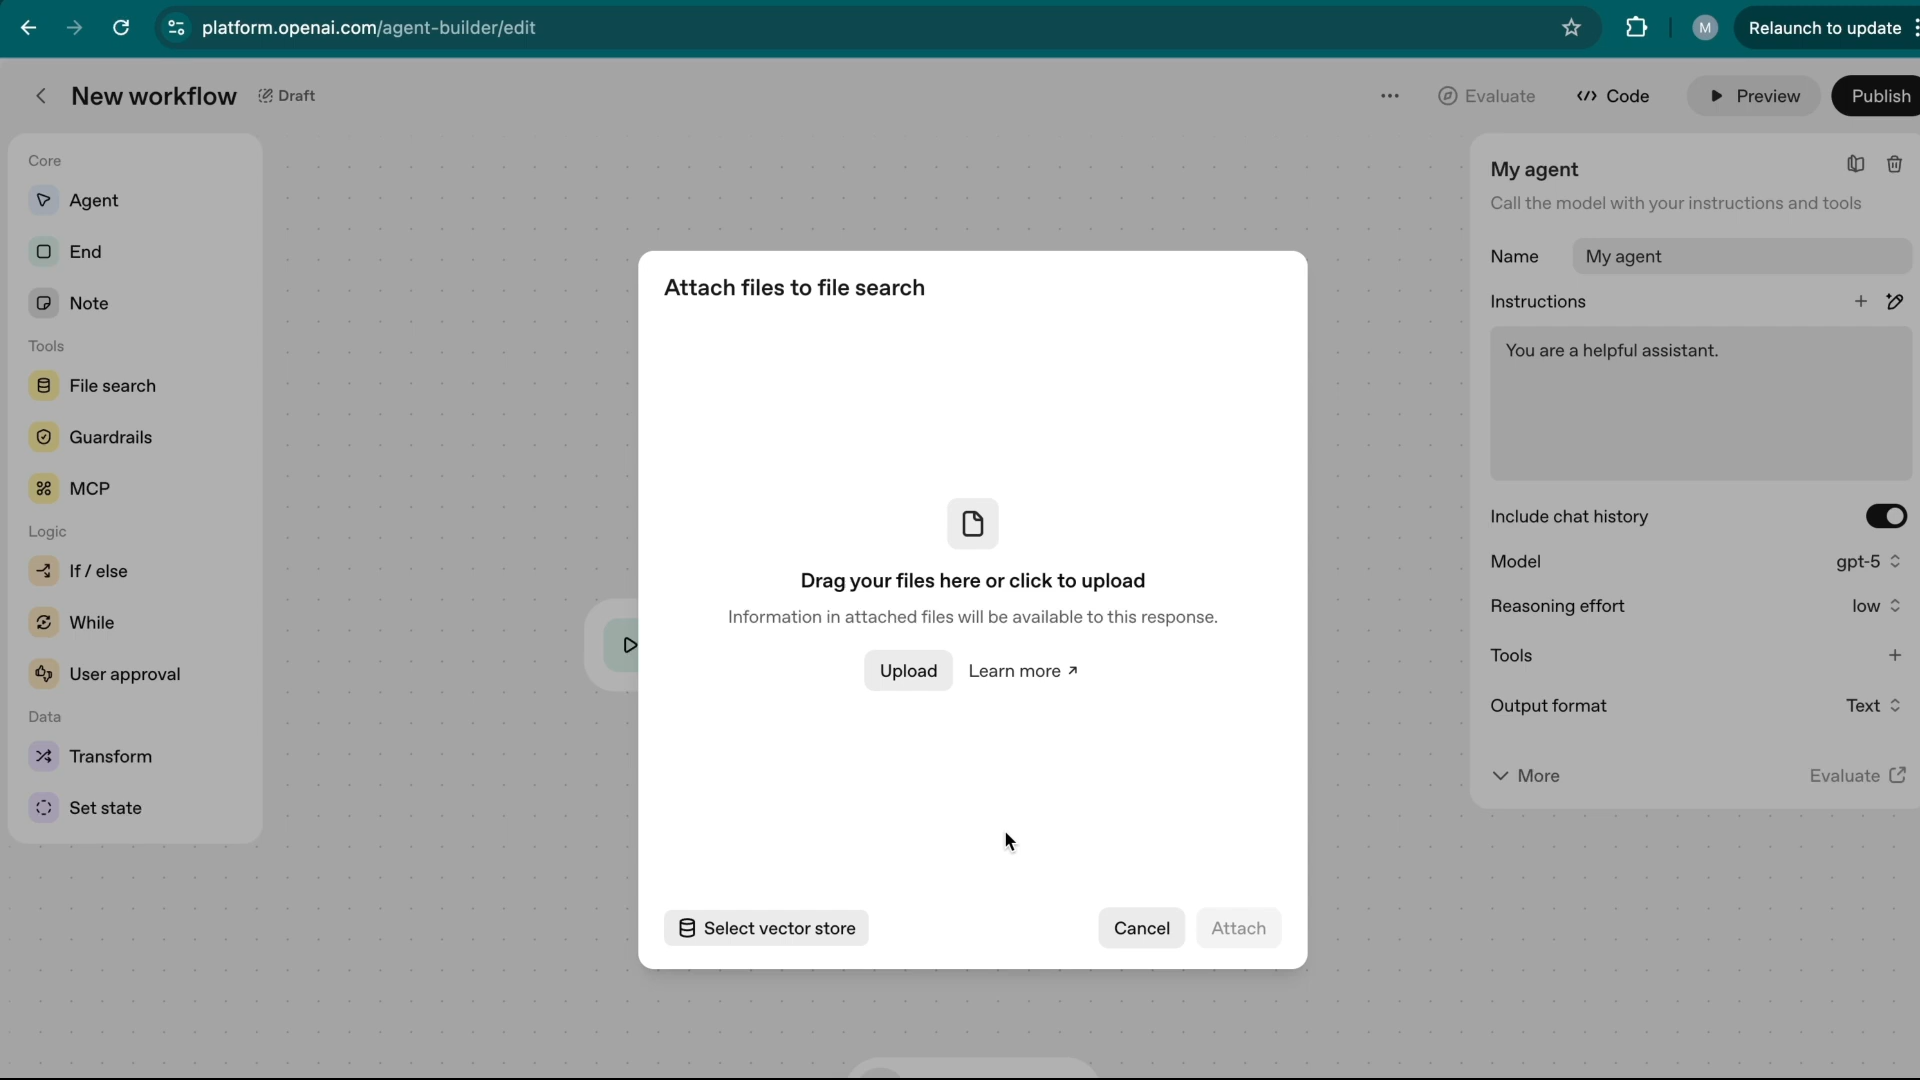 platform.openai.com/agent-builder/edit
M
Relaunch to update
New workflow
Draft
Evaluate
Code
Preview
Publish
Core
Agent
End
Note
Tools
File search
Guardrails
MCP
Logic
If / else
While
User approval
Data
Transform
Set state
Attach files to file search
Drag your files here or click to upload
Information in attached files will be available to this response.
Upload
Learn more ↗
Select vector store
Cancel
Attach
My agent
Call the model with your instructions and tools
Name
My agent
Instructions
You are a helpful assistant.
Include chat history
Model
gpt-5
Reasoning effort
low
Tools
Output format
Text
More
Evaluate